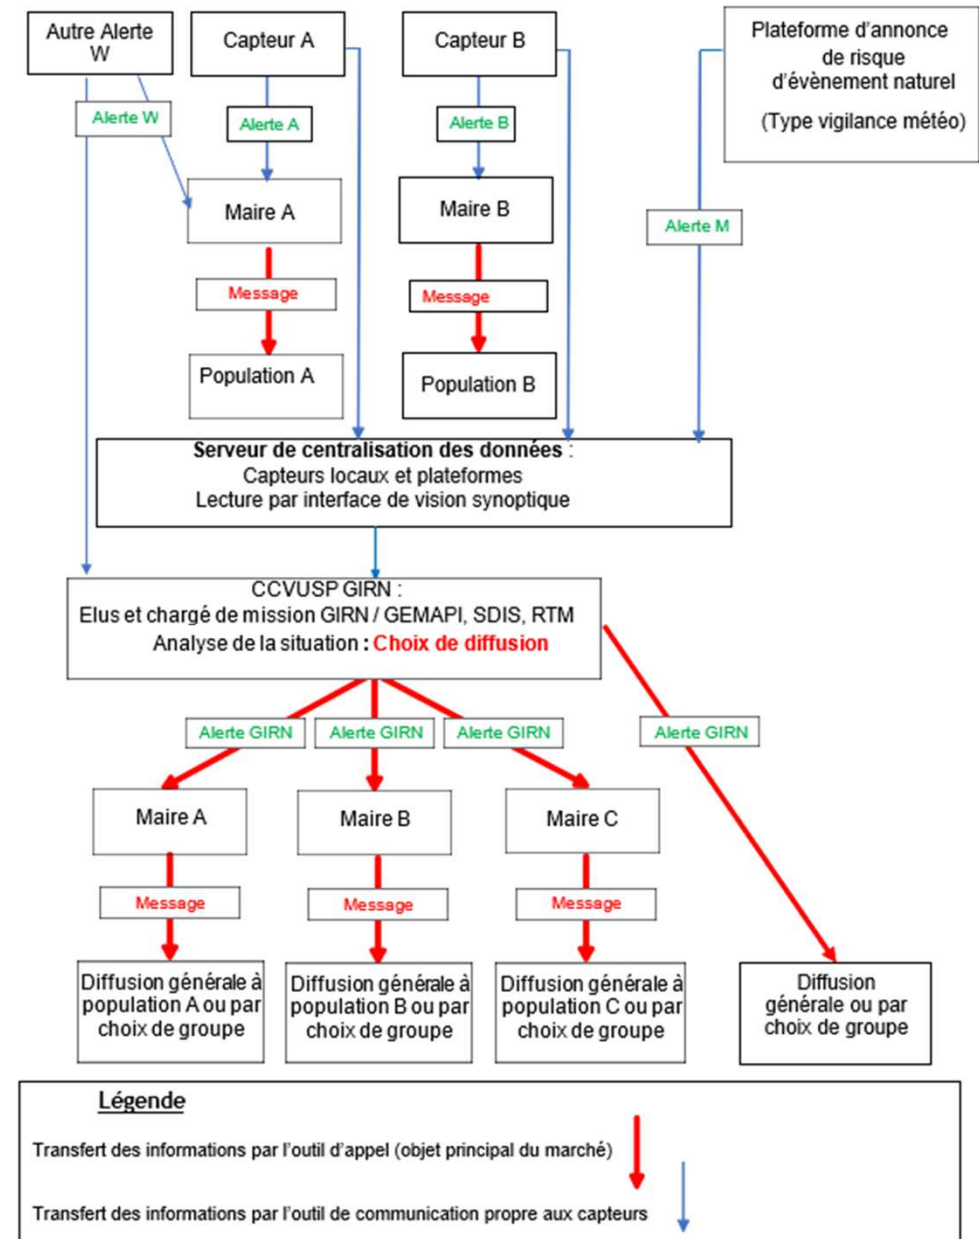 Autre Alerte
W
Capteur A
Capteur B
Plateforme d'annonce
de risque
d'évènement naturel
(Type vigilance météo)
Alerte W
Alerte A
Alerte B
Maire A
Maire B
Alerte M
Message
Message
Population A
Population B
Serveur de centralisation des données :
Capteurs locaux et plateformes
Lecture par interface de vision synoptique
CCVUSP GIRN :
Elus et chargé de mission GIRN / GEMAPI, SDIS, RTM
Analyse de la situation : Choix de diffusion
Alerte GIRN
Alerte GIRN
Alerte GIRN
Alerte GIRN
Maire A
Maire B
Maire C
Message
Message
Message
Diffusion générale à
population A ou par
choix de groupe
Diffusion générale à
population B ou par
choix de groupe
Diffusion générale à
population C ou par
choix de groupe
Diffusion
générale ou par
choix de groupe
Légende
Transfert des informations par l'outil d'appel (objet principal du marché)
Transfert des informations par l'outil de communication propre aux capteurs